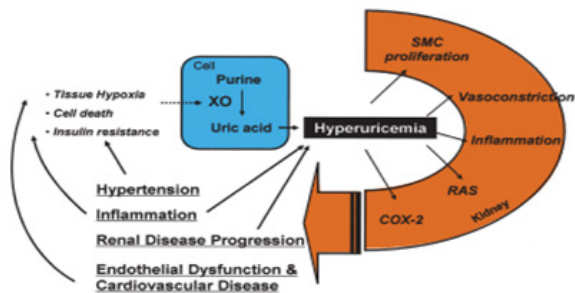 Cell
Purine
XO
Uric acid
• Tissue Hypoxia
• Cell death
• Insulin resistance
Hyperuricemia
SMC
proliferation
Vasoconstriction
Inflammation
RAS
COX-2
Kidney
Hypertension
Inflammation
Renal Disease Progression
Endothelial Dysfunction &
Cardiovascular Disease